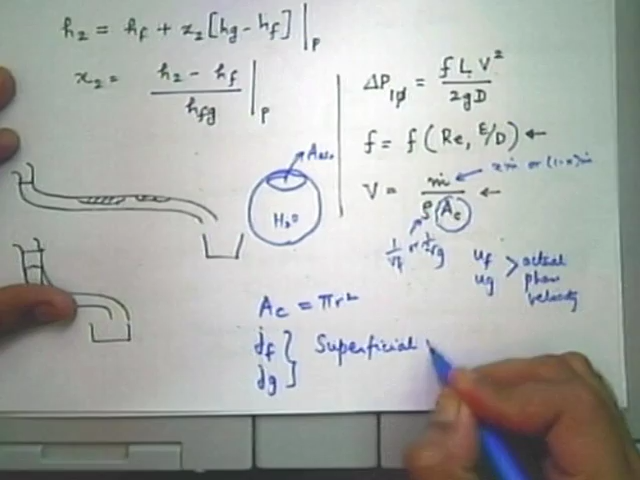 h₂ = h_f + x₂ [h_g - h_f] |_p
x₂ = (h₂ - h_f) / h_fg |_p
ΔP_1φ = f L V² / 2gD
f = f (Re, ε/D) ←
V = ṁ / (ρ A_c) ←
xṁ or (1-x)ṁ
1/v_f or 1/v_g
H₂O
u_f
u_g > actual phase velocity
A_c = πr²
j_f
j_g } Superficial